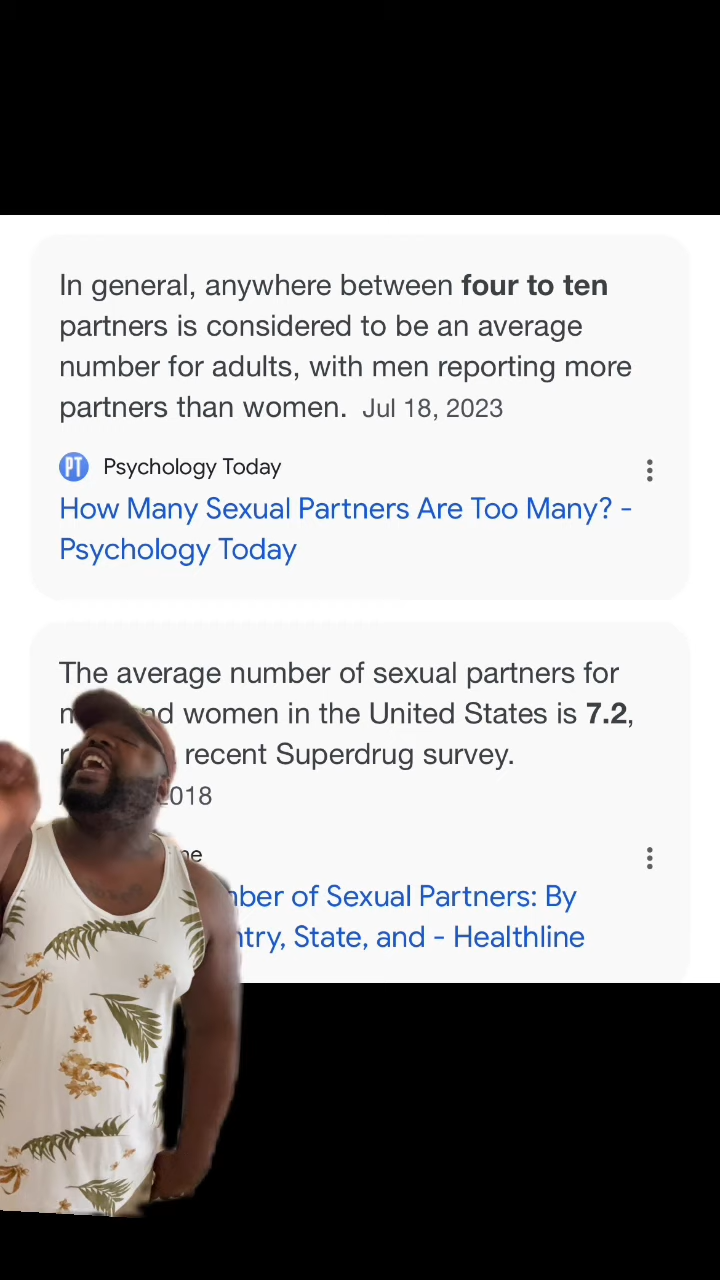 In general, anywhere between four to ten
partners is considered to be an average
number for adults, with men reporting more
partners than women. Jul 18, 2023
PT Psychology Today
How Many Sexual Partners Are Too Many? -
Psychology Today
The average number of sexual partners for
women in the United States is 7.2,
recent Superdrug survey.
of Sexual Partners: By
State, and - Healthline